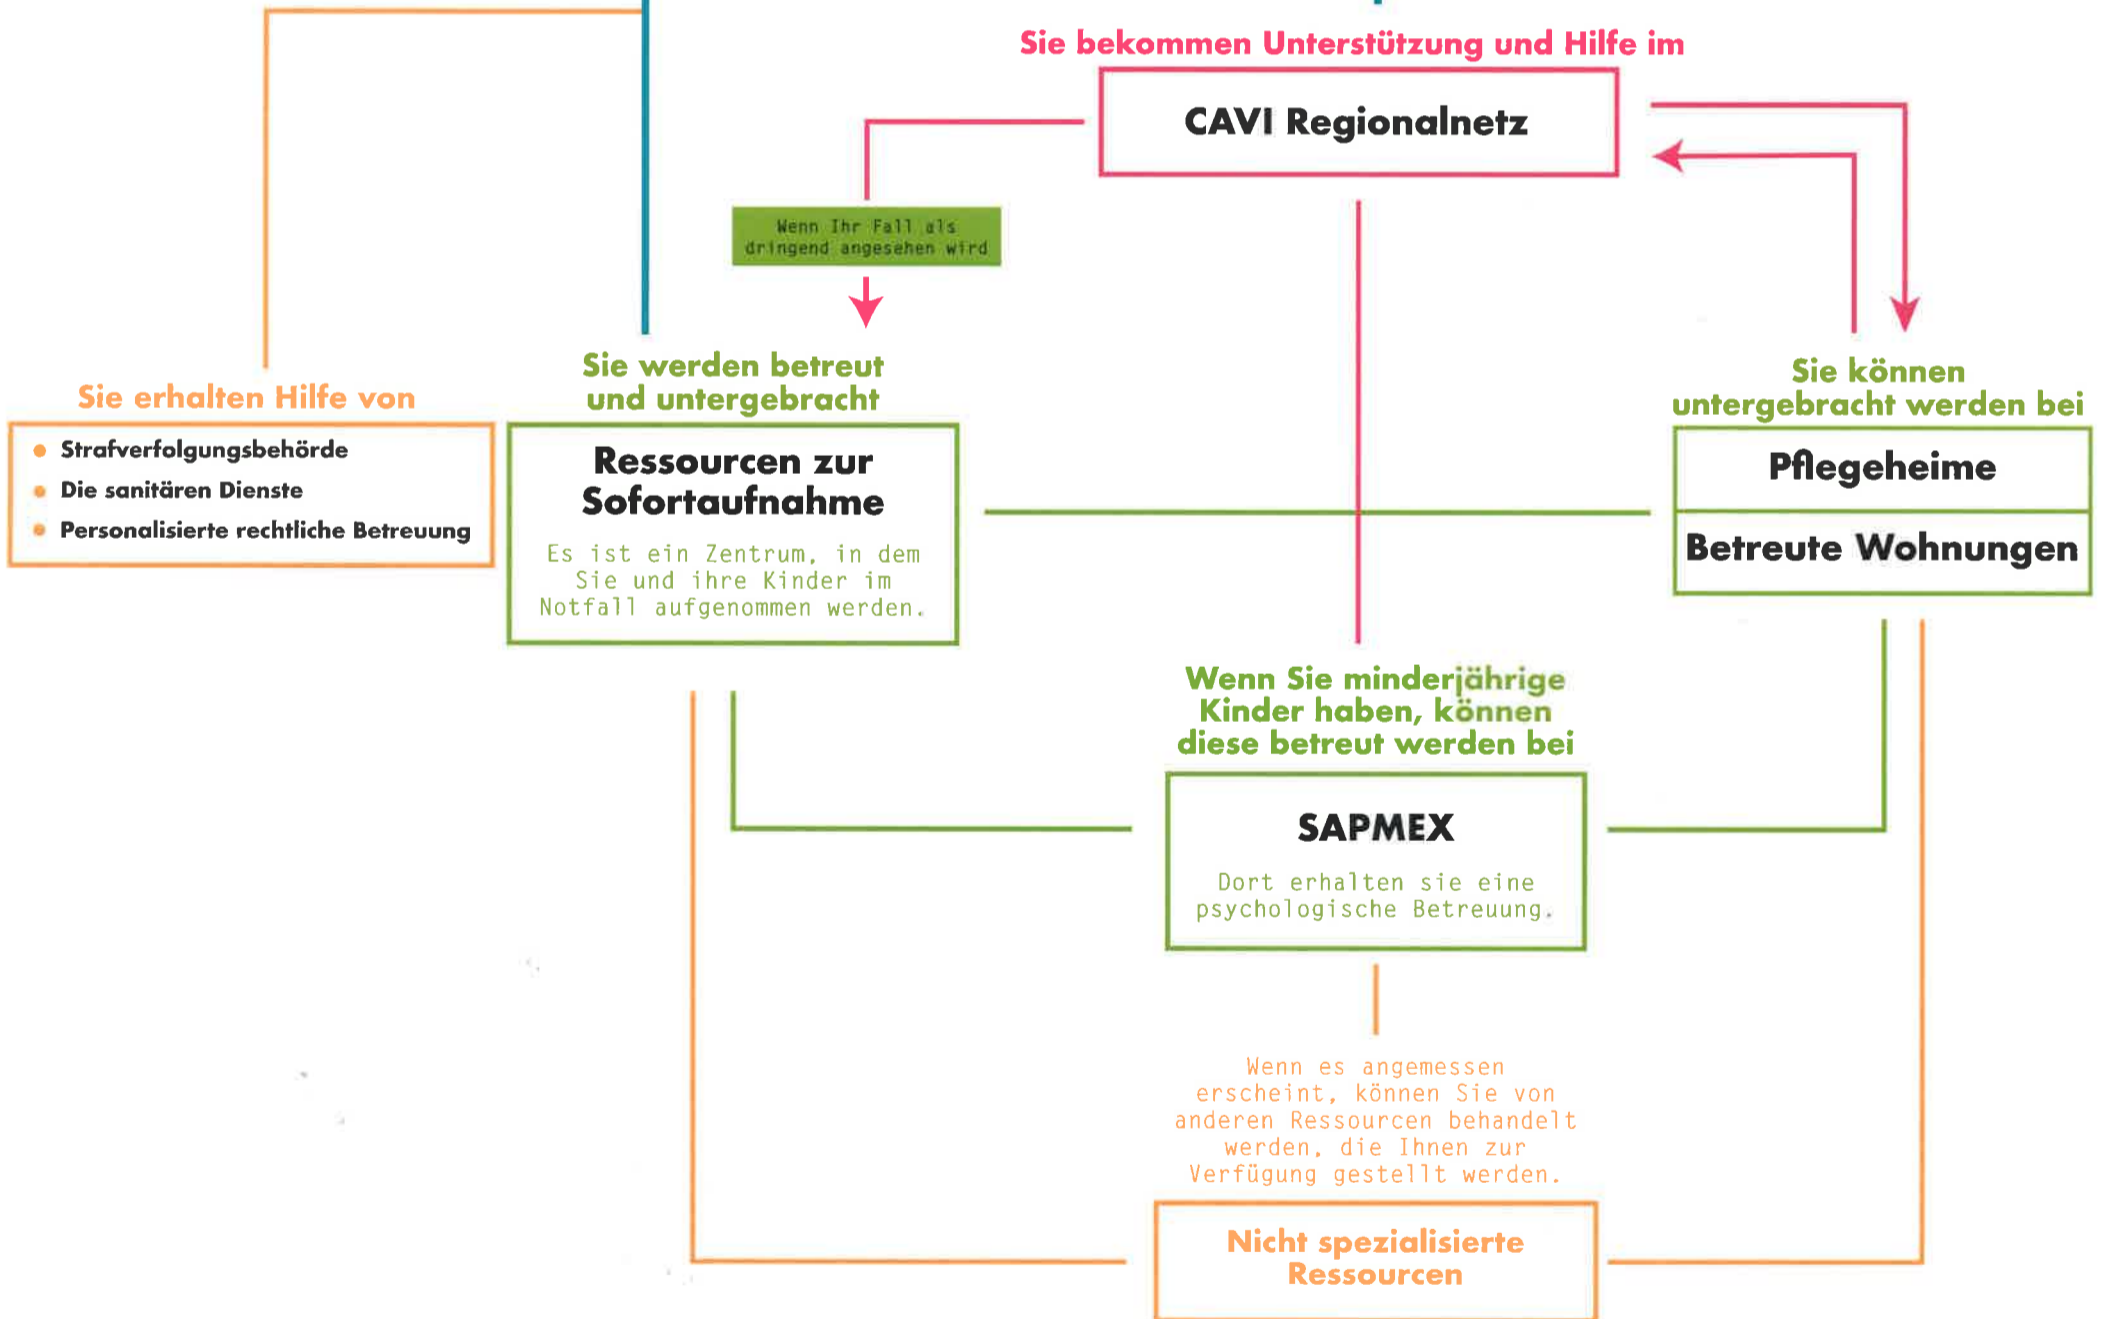 Sie bekommen Unterstützung und Hilfe im
CAVI Regionalnetz
Wenn Ihr Fall als
dringend angesehen wird
Sie erhalten Hilfe von
Strafverfolgungsbehörde
Die sanitären Dienste
Personalisierte rechtliche Betreuung
Sie werden betreut
und untergebracht
Ressourcen zur
Sofortaufnahme
Es ist ein Zentrum, in dem
Sie und ihre Kinder im
Notfall aufgenommen werden.
Sie können
untergebracht werden bei
Pflegeheime
Betreute Wohnungen
Wenn Sie minderjährige
Kinder haben, können
diese betreut werden bei
SAPMEX
Dort erhalten sie eine
psychologische Betreuung.
Wenn es angemessen
erscheint, können Sie von
anderen Ressourcen behandelt
werden, die Ihnen zur
Verfügung gestellt werden.
Nicht spezialisierte
Ressourcen